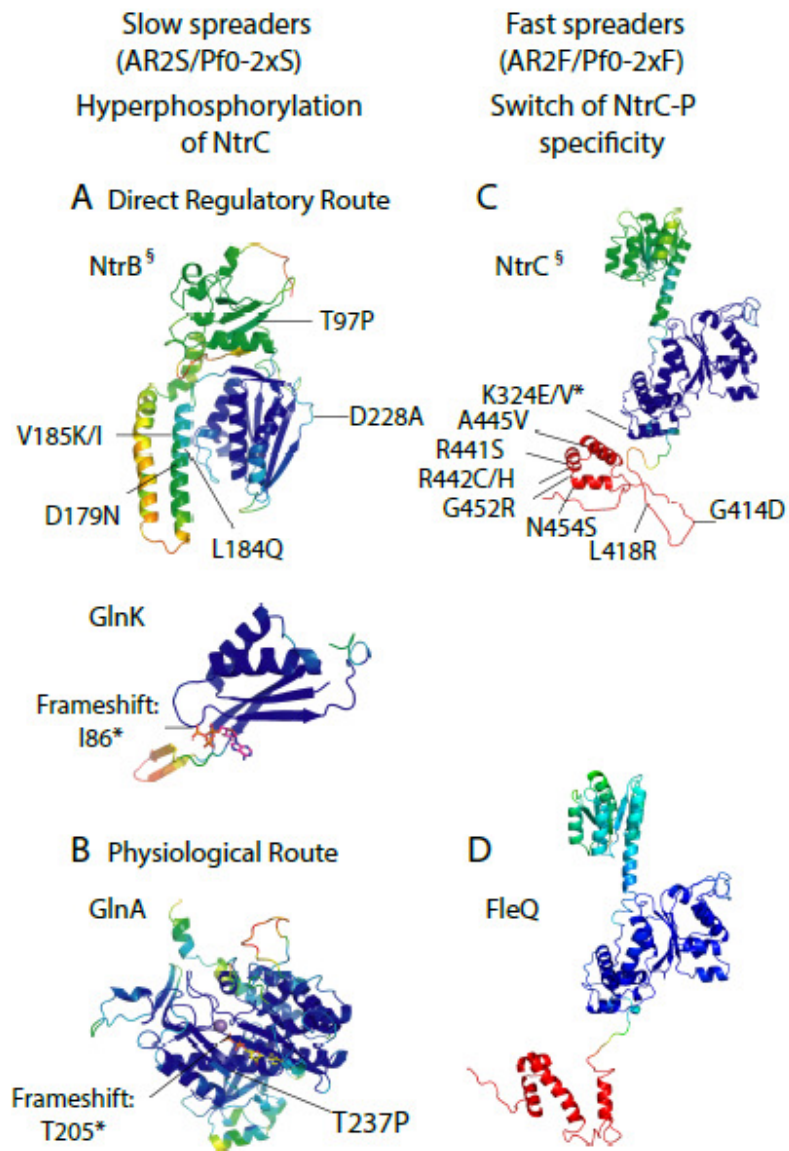 Slow spreaders
(AR2S/Pf0-2xS)
Hyperphosphorylation
of NtrC
Fast spreaders
(AR2F/Pf0-2xF)
Switch of NtrC-P
specificity
A Direct Regulatory Route
NtrB§
T97P
V185K/I
D228A
D179N
L184Q
GlnK
Frameshift:
I86*
B Physiological Route
GlnA
Frameshift:
T205*
T237P
C
NtrC§
K324E/V*
A445V
R441S
R442C/H
G452R
N454S
L418R
G414D
D
FleQ